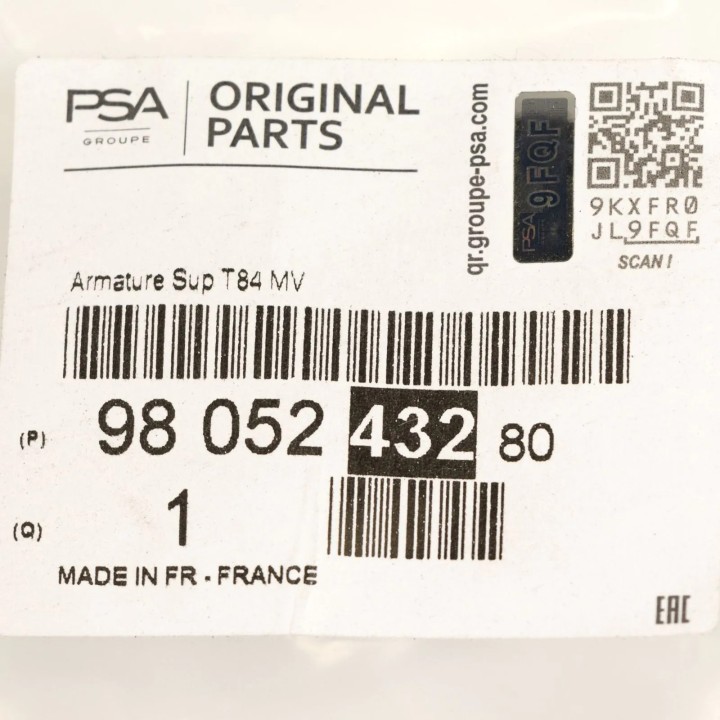 PSA
GROUPE
ORIGINAL
PARTS
qr.groupe-psa.com
PSA
9FQF
9KXFR0
JL9FQF
SCAN!
Armature Sup T84 MV
(P) 98 052 432 80
(Q) 1
MADE IN FR - FRANCE
EAC